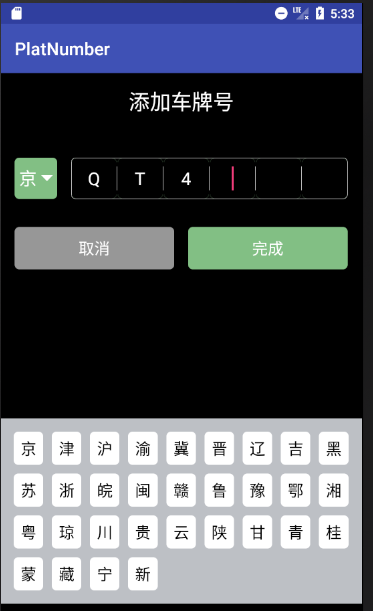 LTE 5:33
PlatNumber
添加车牌号
京 Q T 4
取消 完成
京 津 沪 渝 冀 晋 辽 吉 黑
苏 浙 皖 闽 赣 鲁 豫 鄂 湘
粤 琼 川 贵 云 陕 甘 青 桂
蒙 藏 宁 新